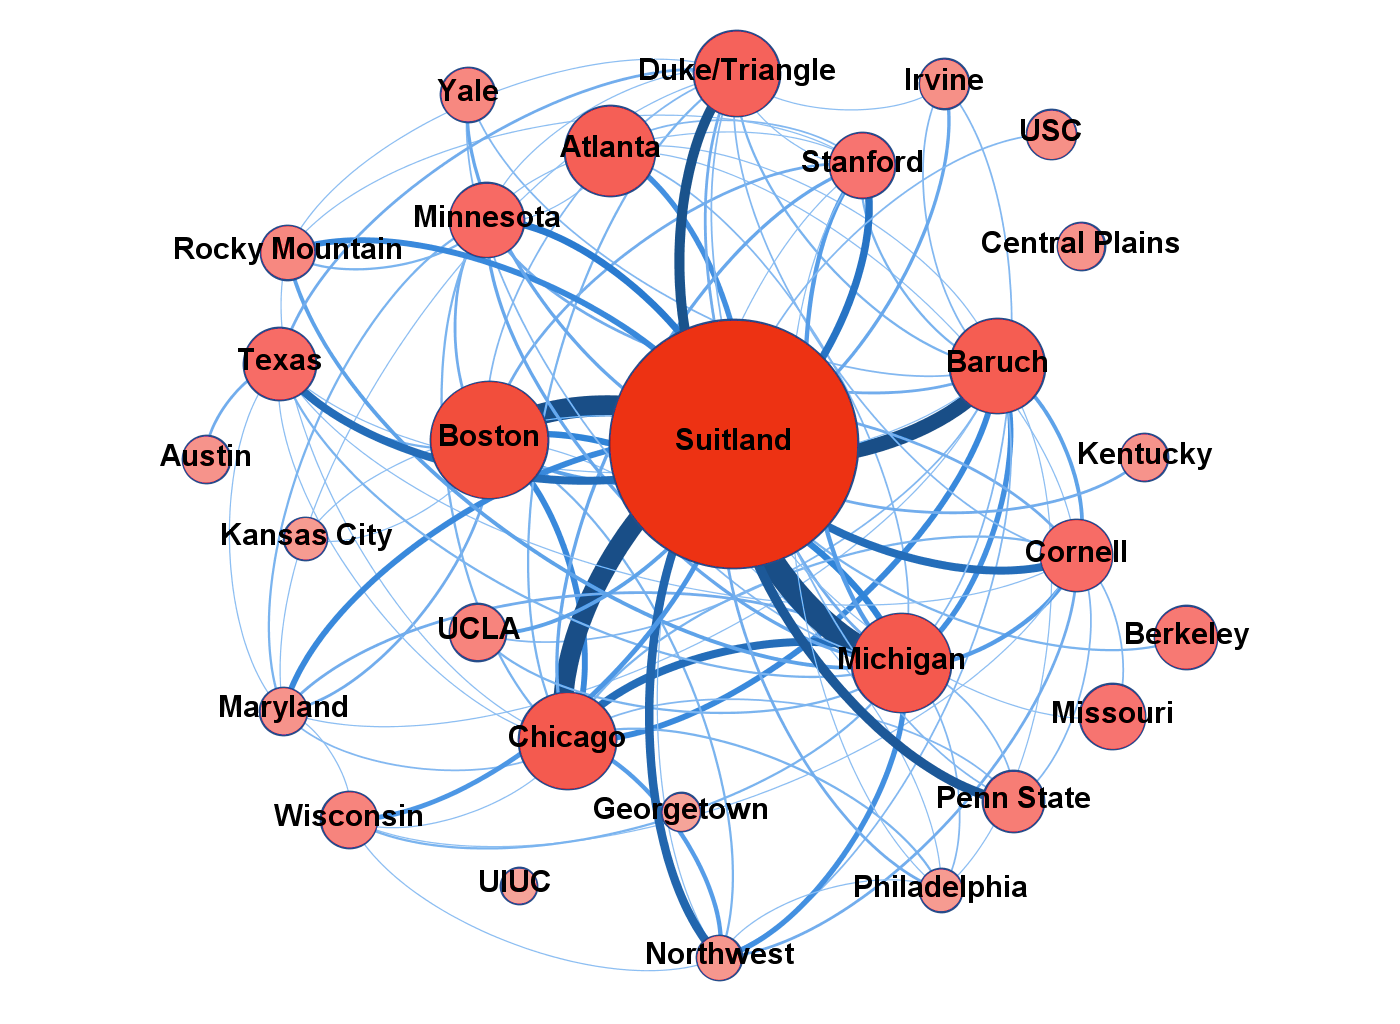 Duke/Triangle
Irvine
Yale
USC
Atlanta
Stanford
Minnesota
Rocky Mountain
Central Plains
Texas
Baruch
Boston
Suitland
Austin
Kentucky
Kansas City
Cornell
UCLA
Berkeley
Michigan
Maryland
Missouri
Chicago
Penn State
Georgetown
Wisconsin
UIUC
Philadelphia
Northwest